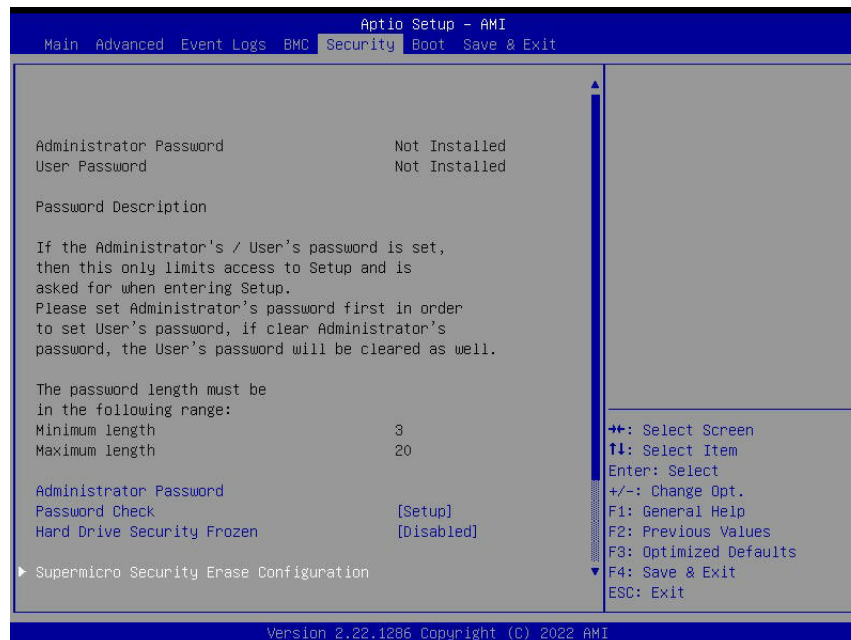 Aptio Setup – AMI
Main Advanced Event Logs BMC Security Boot Save & Exit
Administrator Password Not Installed
User Password Not Installed
Password Description
If the Administrator's / User's password is set,
then this only limits access to Setup and is
asked for when entering Setup.
Please set Administrator's password first in order
to set User's password, if clear Administrator's
password, the User's password will be cleared as well.
The password length must be
in the following range:
Minimum length 3
Maximum length 20
Administrator Password
Password Check [Setup]
Hard Drive Security Frozen [Disabled]
▶ Supermicro Security Erase Configuration
→←: Select Screen
↑↓: Select Item
Enter: Select
+/-: Change Opt.
F1: General Help
F2: Previous Values
F3: Optimized Defaults
F4: Save & Exit
ESC: Exit
Version 2.22.1286 Copyright (C) 2022 AMI